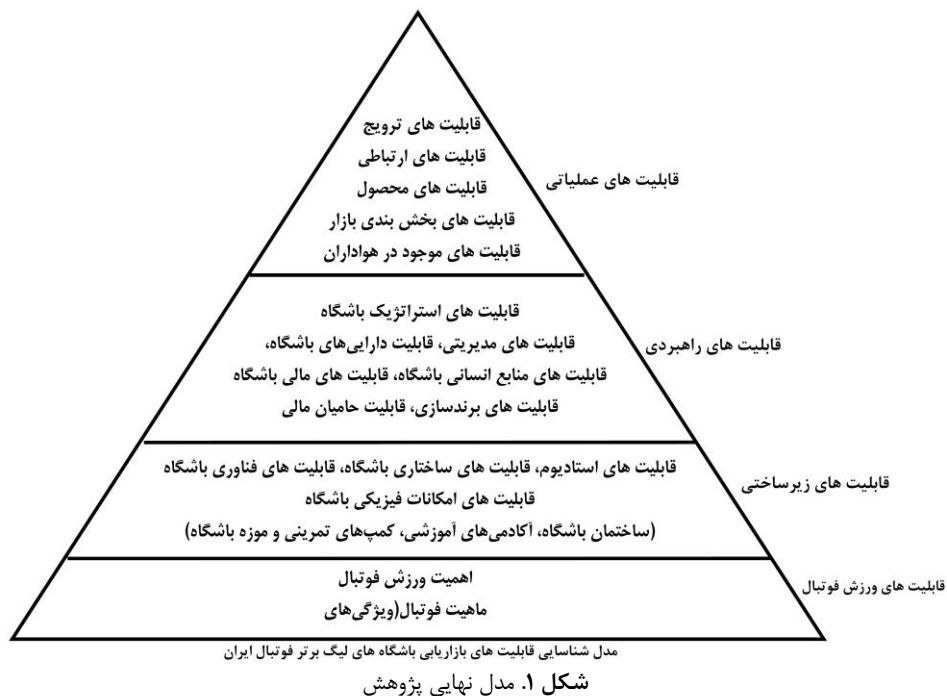 قابلیت های ترویج
قابلیت های ارتباطی
قابلیت های محصول
قابلیت های بخش بندی بازار
قابلیت های موجود در هواداران
قابلیت های عملیاتی
قابلیت های استراتژیک باشگاه
قابلیت های مدیریتی، قابلیت دارایی‌های باشگاه،
قابلیت های منابع انسانی باشگاه، قابلیت های مالی باشگاه
قابلیت های برندسازی، قابلیت حامیان مالی
قابلیت های راهبردی
قابلیت های استادیوم، قابلیت های ساختاری باشگاه، قابلیت های فناوری باشگاه
قابلیت های امکانات فیزیکی باشگاه
(ساختمان باشگاه، آکادمی‌های آموزشی، کمپ‌های تمرینی و موزه باشگاه)
قابلیت های زیرساختی
اهمیت ورزش فوتبال
ماهیت فوتبال(ویژگی‌های
قابلیت های ورزش فوتبال
مدل شناسایی قابلیت های بازاریابی باشگاه های لیگ برتر فوتبال ایران
شکل ۱. مدل نهایی پژوهش